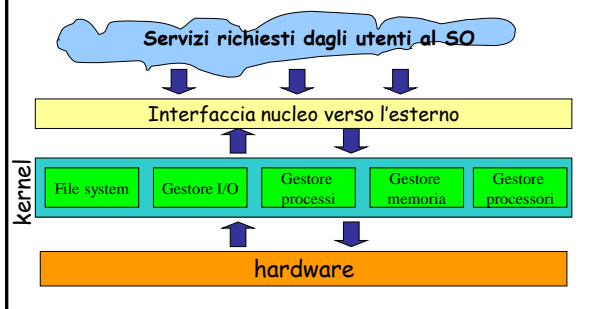 Servizi richiesti dagli utenti al SO
Interfaccia nucleo verso l'esterno
kernel
File system
Gestore I/O
Gestore
processi
Gestore
memoria
Gestore
processori
hardware